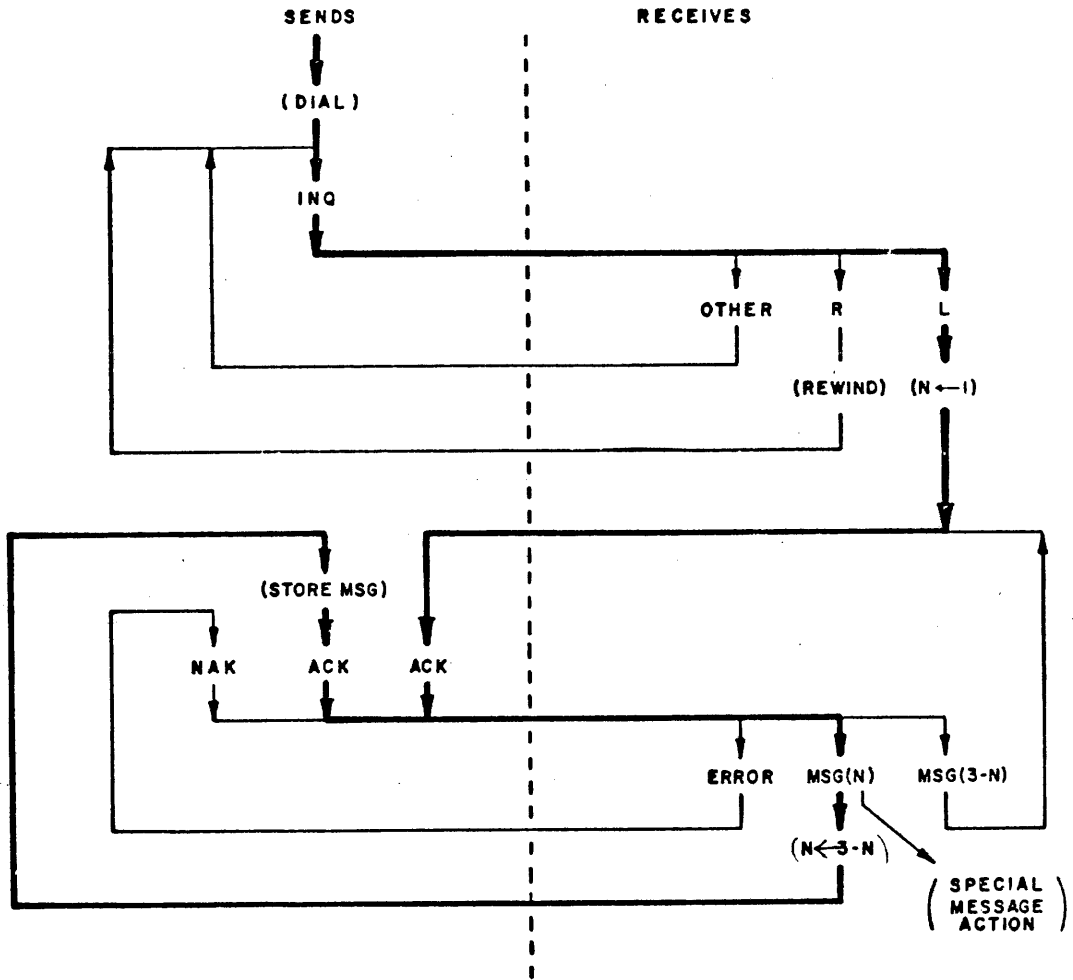 SENDS RECEIVES
(DIAL)
INQ
OTHER R L
(REWIND) (N←1)
(STORE MSG)
NAK ACK ACK
ERROR MSG(N) MSG(3-N)
(N←3-N)
(SPECIAL
MESSAGE
ACTION)